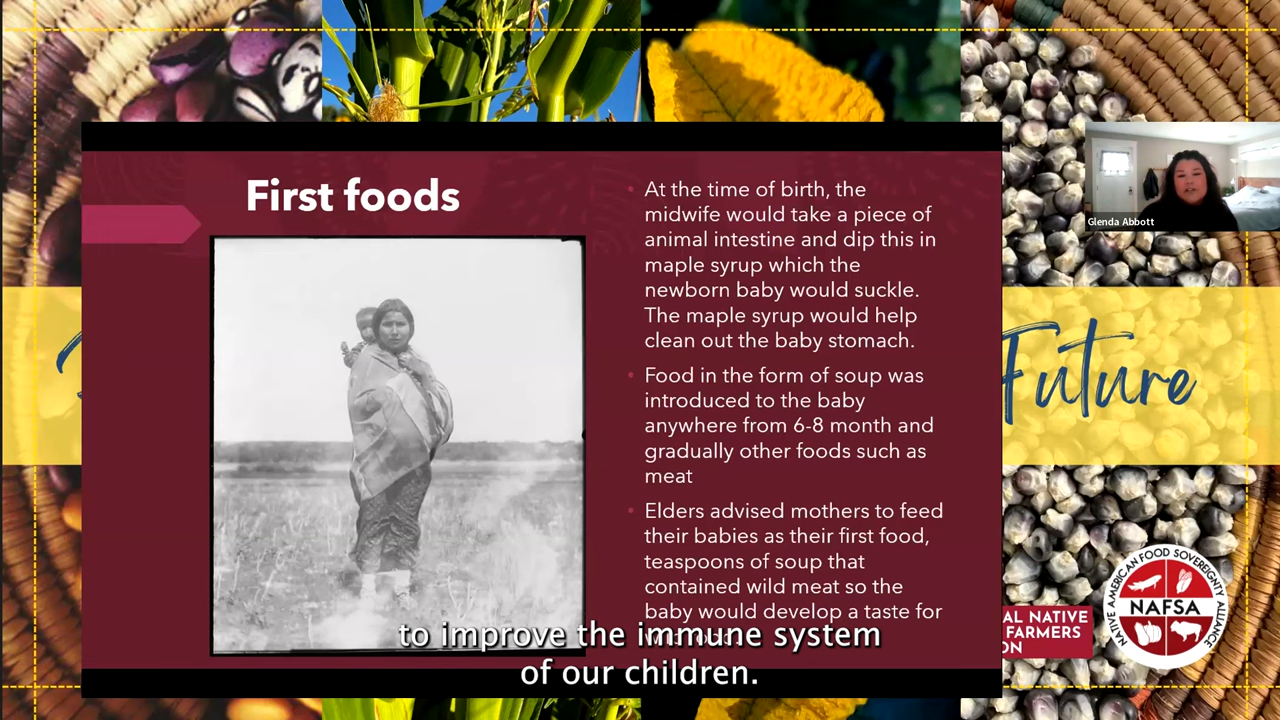 First foods
At the time of birth, the
midwife would take a piece of
animal intestine and dip this in
maple syrup which the
newborn baby would suckle.
The maple syrup would help
clean out the baby stomach.
Food in the form of soup was
introduced to the baby
anywhere from 6-8 month and
gradually other foods such as
meat
Elders advised mothers to feed
their babies as their first food,
teaspoons of soup that
contained wild meat so the
baby would develop a taste for
to improve the immune system
of our children.
Glenda Abbott
Future
AL NATIVE
FARMERS
ON
NATIVE AMERICAN FOOD SOVEREIGNTY ALLIANCE
NAFSA